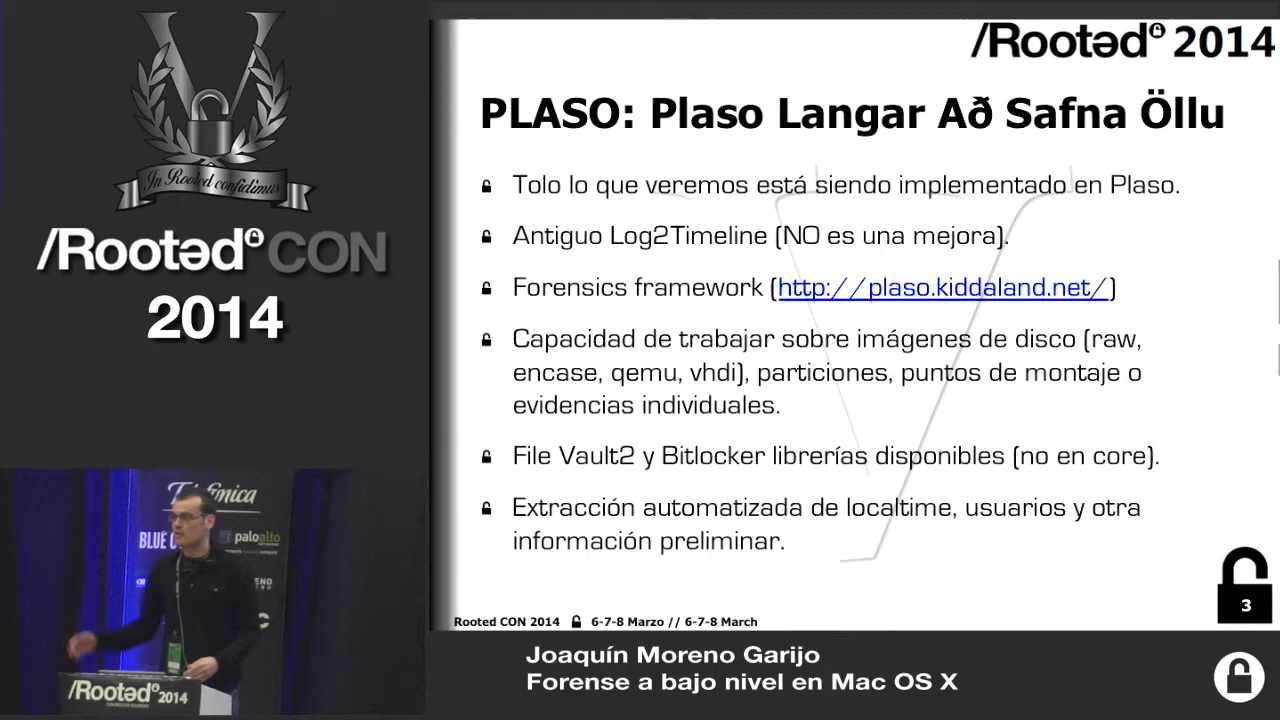 In Rooted confidimus
/Rootəd CON
2014
/Rootəd 2014
PLASO: Plaso Langar Að Safna Öllu
Tolo lo que veremos está siendo implementado en Plaso.
Antiguo Log2Timeline (NO es una mejora).
Forensics framework (http://plaso.kiddaland.net/)
Capacidad de trabajar sobre imágenes de disco (raw,
encase, qemu, vhdi), particiones, puntos de montaje o
evidencias individuales.
File Vault2 y Bitlocker librerías disponibles (no en core).
Extracción automatizada de localtime, usuarios y otra
información preliminar.
3
Rooted CON 2014 6-7-8 Marzo // 6-7-8 March
Telefónica
BLUE
paloalto
/Rootəd 2014
Joaquín Moreno Garijo
Forense a bajo nivel en Mac OS X